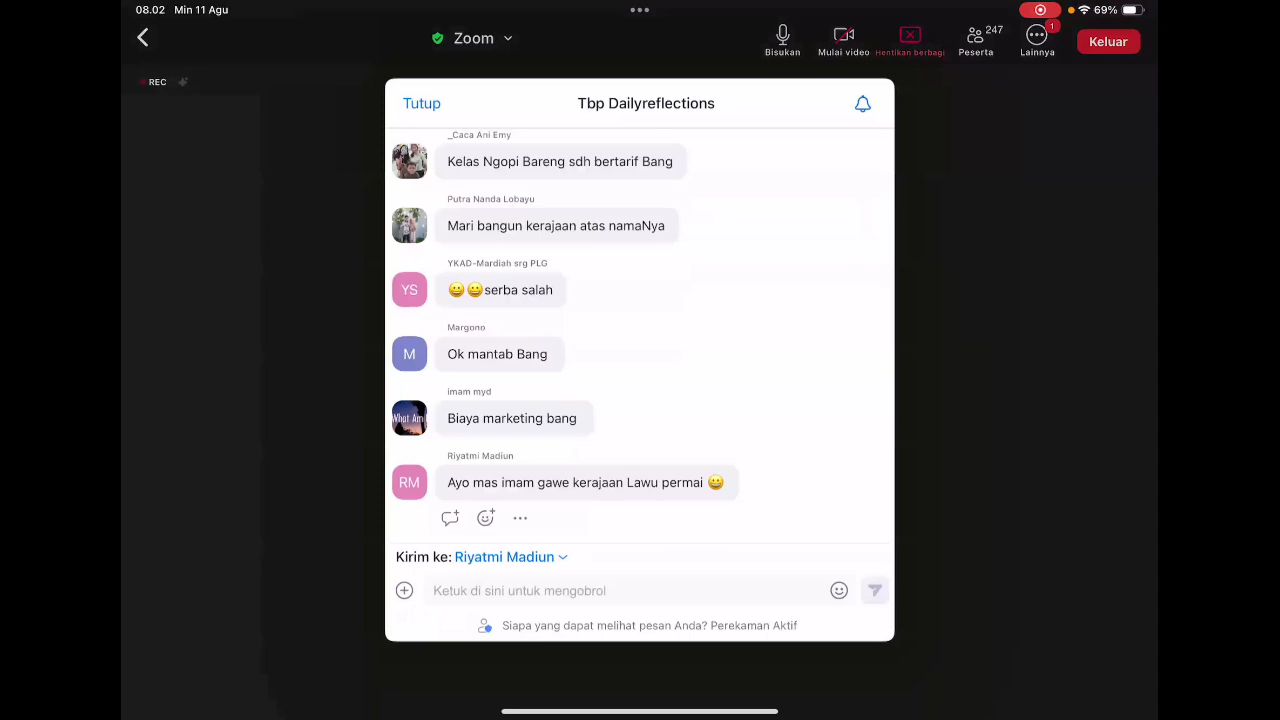 08.02 Min 11 Agu
69%
Zoom
247
1
Bisukan
Mulai video
Hentikan berbagi
Peserta
Lainnya
Keluar
REC
Tutup
Tbp Dailyreflections
_Caca Ani Emy
Kelas Ngopi Bareng sdh bertarif Bang
Putra Nanda Lobayu
Mari bangun kerajaan atas namaNya
YKAD-Mardiah srg PLG
YS
😀😀serba salah
Margono
M
Ok mantab Bang
imam myd
What Am I
Biaya marketing bang
Riyatmi Madiun
RM
Ayo mas imam gawe kerajaan Lawu permai 😀
Kirim ke: Riyatmi Madiun
Ketuk di sini untuk mengobrol
Siapa yang dapat melihat pesan Anda? Perekaman Aktif